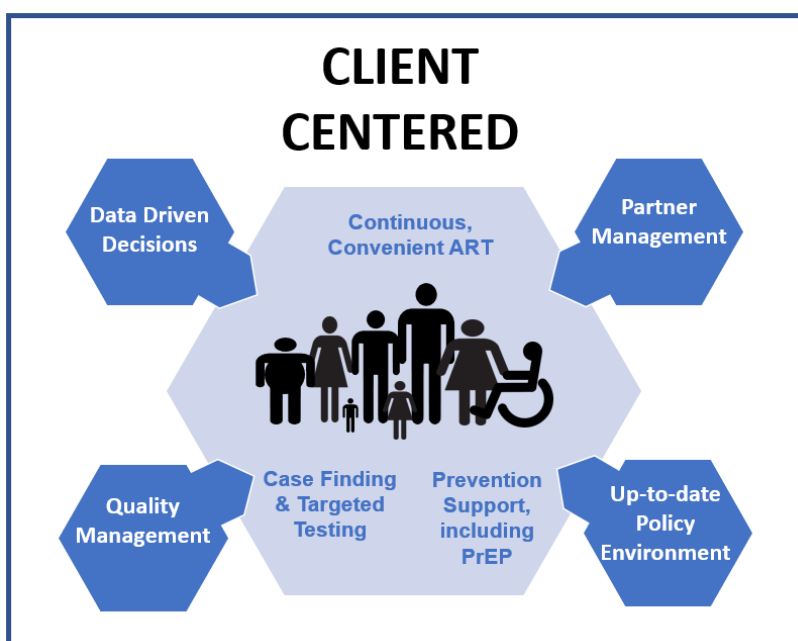 CLIENT
CENTERED
Data Driven
Decisions
Partner
Management
Continuous,
Convenient ART
Quality
Management
Case Finding
& Targeted
Testing
Prevention
Support,
including
PrEP
Up-to-date
Policy
Environment